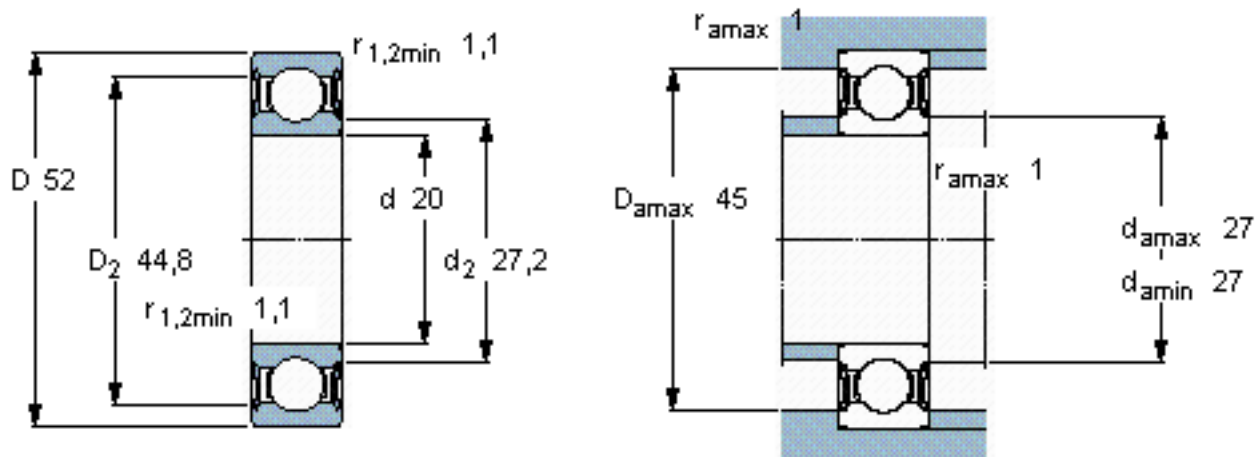 r1,2min 1,1
D 52
D2 44,8
d 20
d2 27,2
r1,2min 1,1
ramax 1
Damax 45
ramax 1
damax 27
damin 27